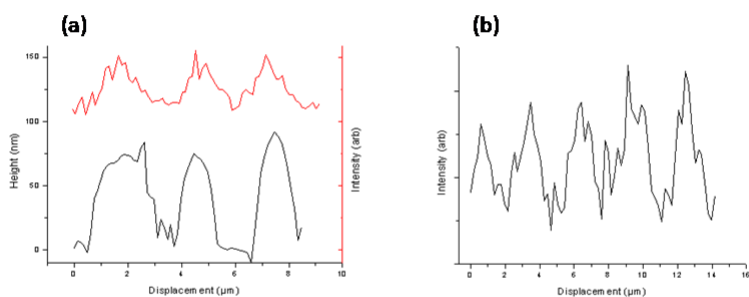 (a)
(b)
150
100
50
0
Height (nm)
Intensity (arb)
0 2 4 6 8 10
Displacement (µm)
Intensity (arb)
0 2 4 6 8 10 12 14 16
Displacement (µm)